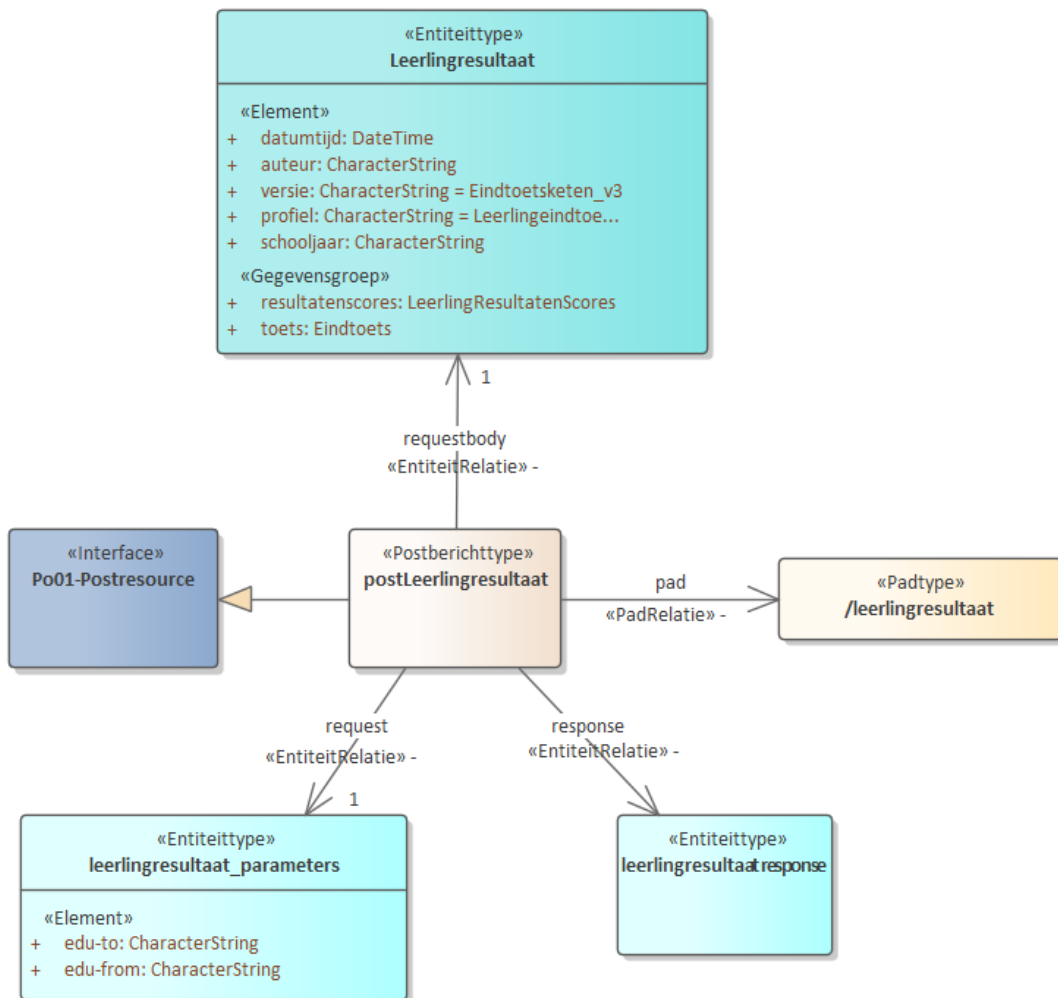 «Entiteittype»
Leerlingresultaat
«Element»
+ datumtijd: DateTime
+ auteur: CharacterString
+ versie: CharacterString = Eindtoetsketen_v3
+ profiel: CharacterString = Leerlingeindtoe...
+ schooljaar: CharacterString
«Gegevensgroep»
+ resultatenscores: LeerlingResultatenScores
+ toets: Eindtoets
1
requestbody
«EntiteitRelatie» -
«Interface»
Po01-Postresource
«Postberichttype»
postLeerlingresultaat
pad
«PadRelatie» -
«Padtype»
/leerlingresultaat
request
«EntiteitRelatie» -
1
response
«EntiteitRelatie» -
«Entiteittype»
leerlingresultaat_parameters
«Element»
+ edu-to: CharacterString
+ edu-from: CharacterString
«Entiteittype»
leerlingresultaatresponse